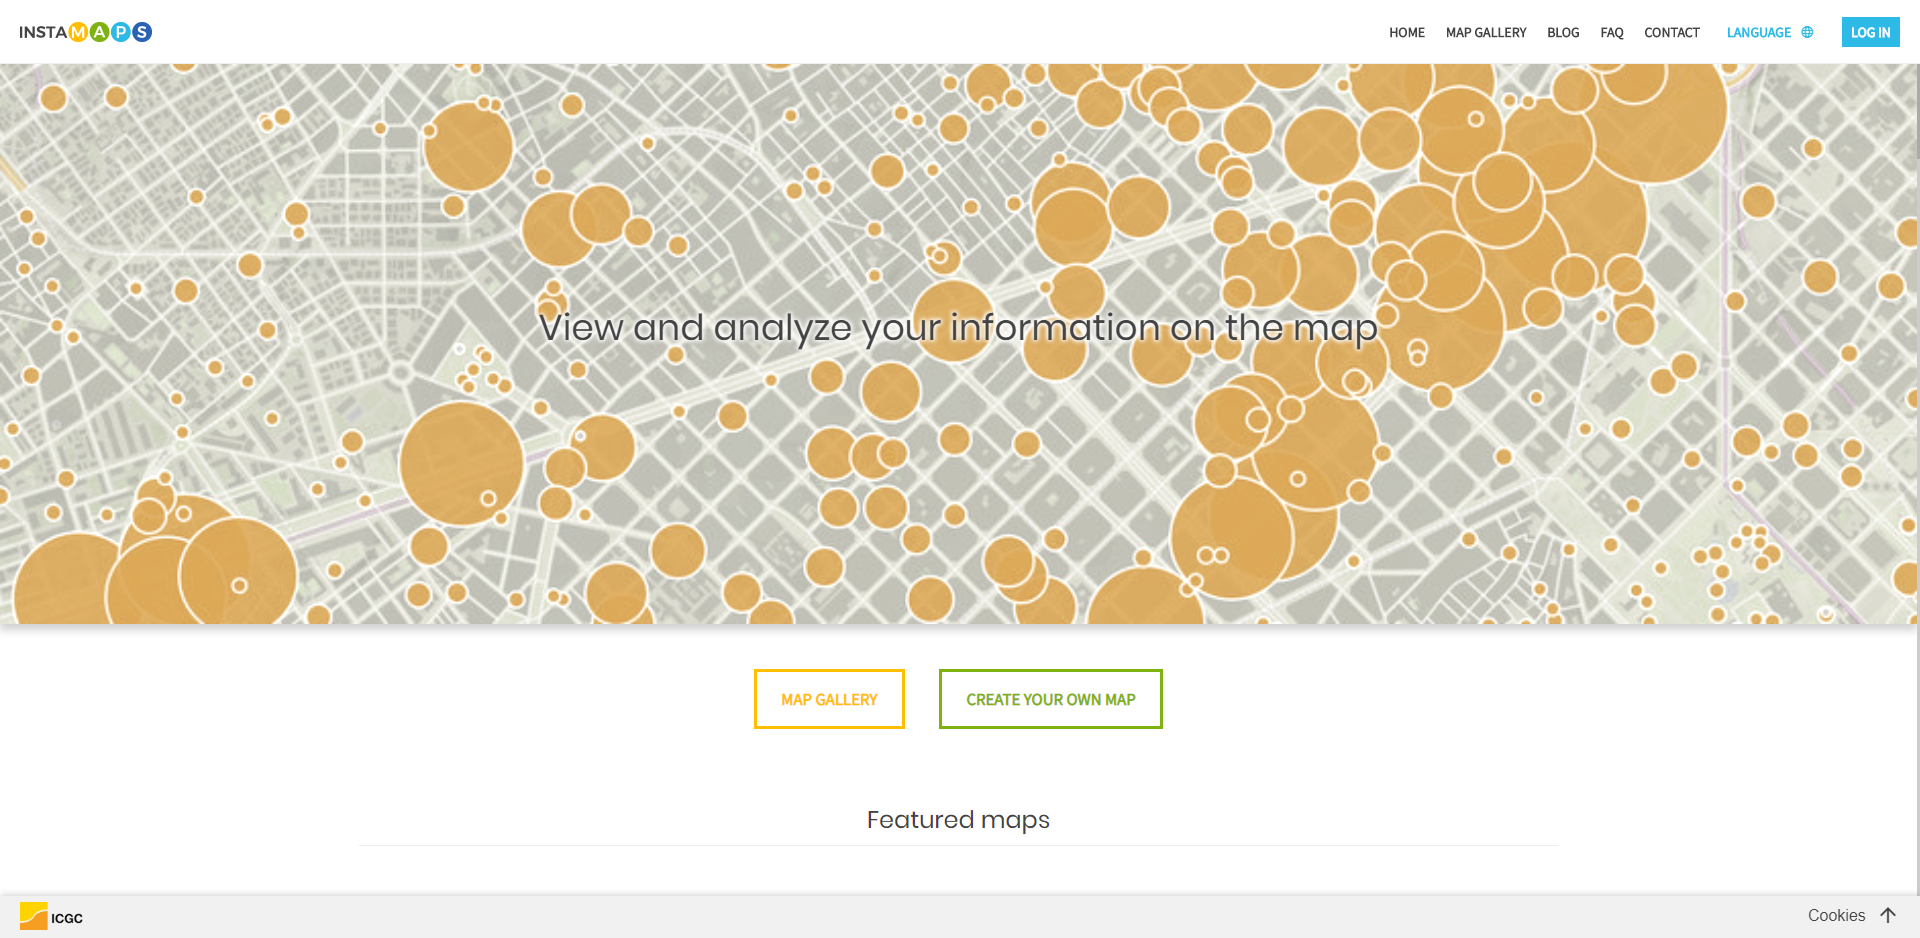 INSTAMAPS
HOME MAP GALLERY BLOG FAQ CONTACT LANGUAGE LOG IN
View and analyze your information on the map
MAP GALLERY CREATE YOUR OWN MAP
Featured maps
ICGC Cookies